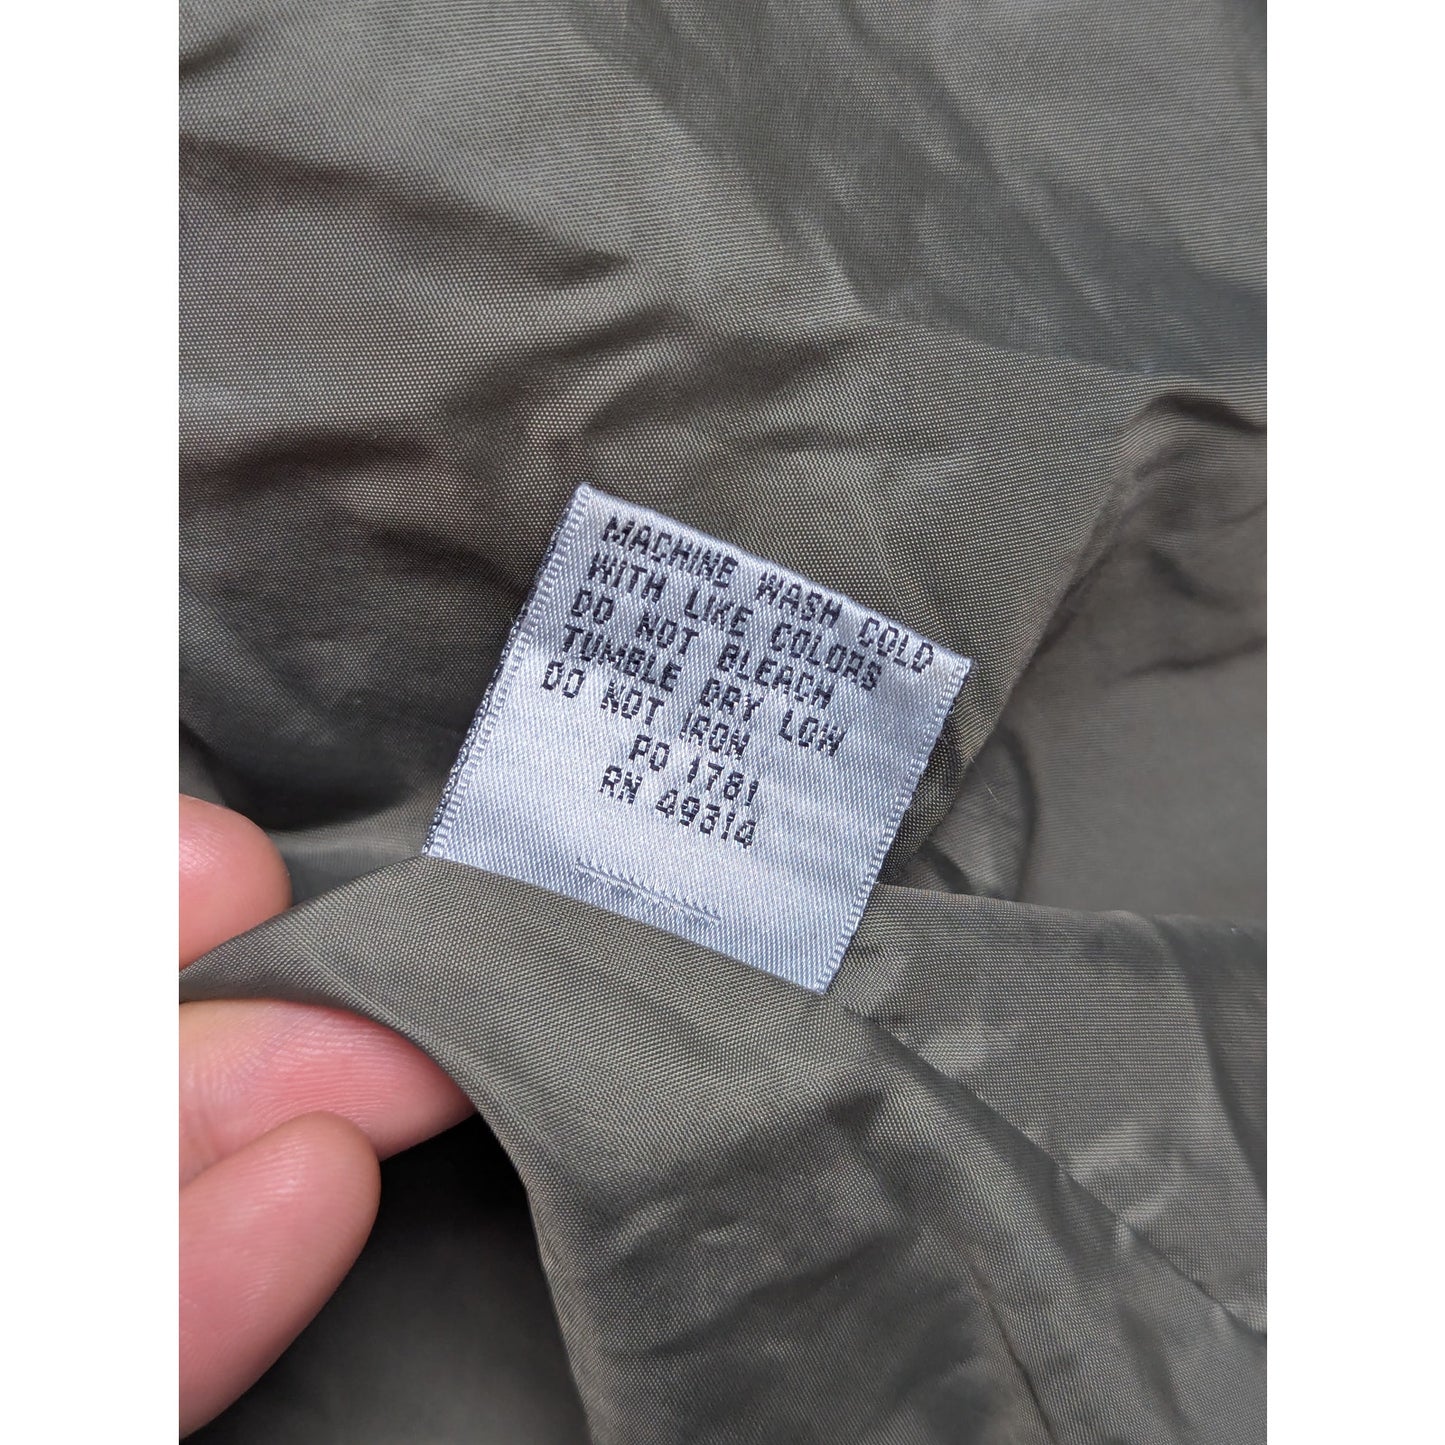 MACHINE WASH COLD
WITH LIKE COLORS
DO NOT BLEACH
TUMBLE DRY LOW
DO NOT IRON
PO 1781
RN 49314